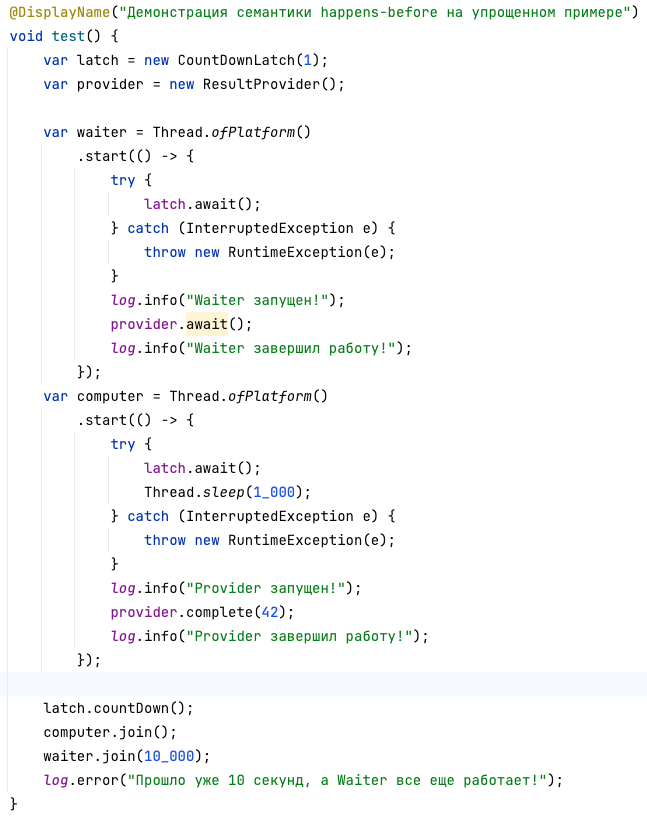 @DisplayName("Демонстрация семантики happens-before на упрощенном примере")
void test() {
    var latch = new CountDownLatch(1);
    var provider = new ResultProvider();

    var waiter = Thread.ofPlatform()
        .start(() -> {
            try {
                latch.await();
            } catch (InterruptedException e) {
                throw new RuntimeException(e);
            }
            log.info("Waiter запущен!");
            provider.await();
            log.info("Waiter завершил работу!");
        });
    var computer = Thread.ofPlatform()
        .start(() -> {
            try {
                latch.await();
                Thread.sleep(1_000);
            } catch (InterruptedException e) {
                throw new RuntimeException(e);
            }
            log.info("Provider запущен!");
            provider.complete(42);
            log.info("Provider завершил работу!");
        });

    latch.countDown();
    computer.join();
    waiter.join(10_000);
    log.error("Прошло уже 10 секунд, а Waiter все еще работает!");
}